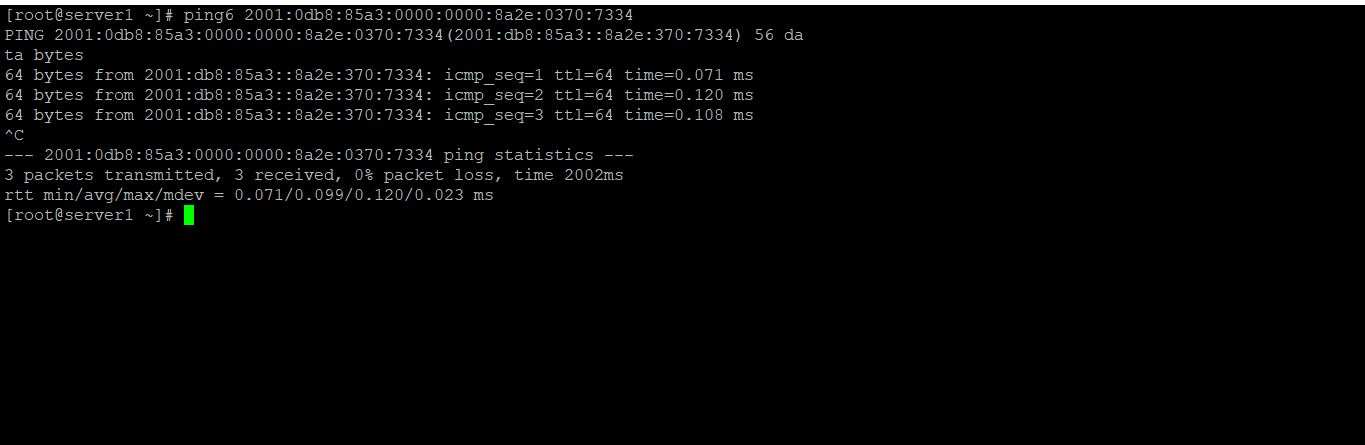 [root@server1 ~]# ping6 2001:0db8:85a3:0000:0000:8a2e:0370:7334
PING 2001:0db8:85a3:0000:0000:8a2e:0370:7334(2001:db8:85a3::8a2e:370:7334) 56 da
ta bytes
64 bytes from 2001:db8:85a3::8a2e:370:7334: icmp_seq=1 ttl=64 time=0.071 ms
64 bytes from 2001:db8:85a3::8a2e:370:7334: icmp_seq=2 ttl=64 time=0.120 ms
64 bytes from 2001:db8:85a3::8a2e:370:7334: icmp_seq=3 ttl=64 time=0.108 ms
^C
--- 2001:0db8:85a3:0000:0000:8a2e:0370:7334 ping statistics ---
3 packets transmitted, 3 received, 0% packet loss, time 2002ms
rtt min/avg/max/mdev = 0.071/0.099/0.120/0.023 ms
[root@server1 ~]#